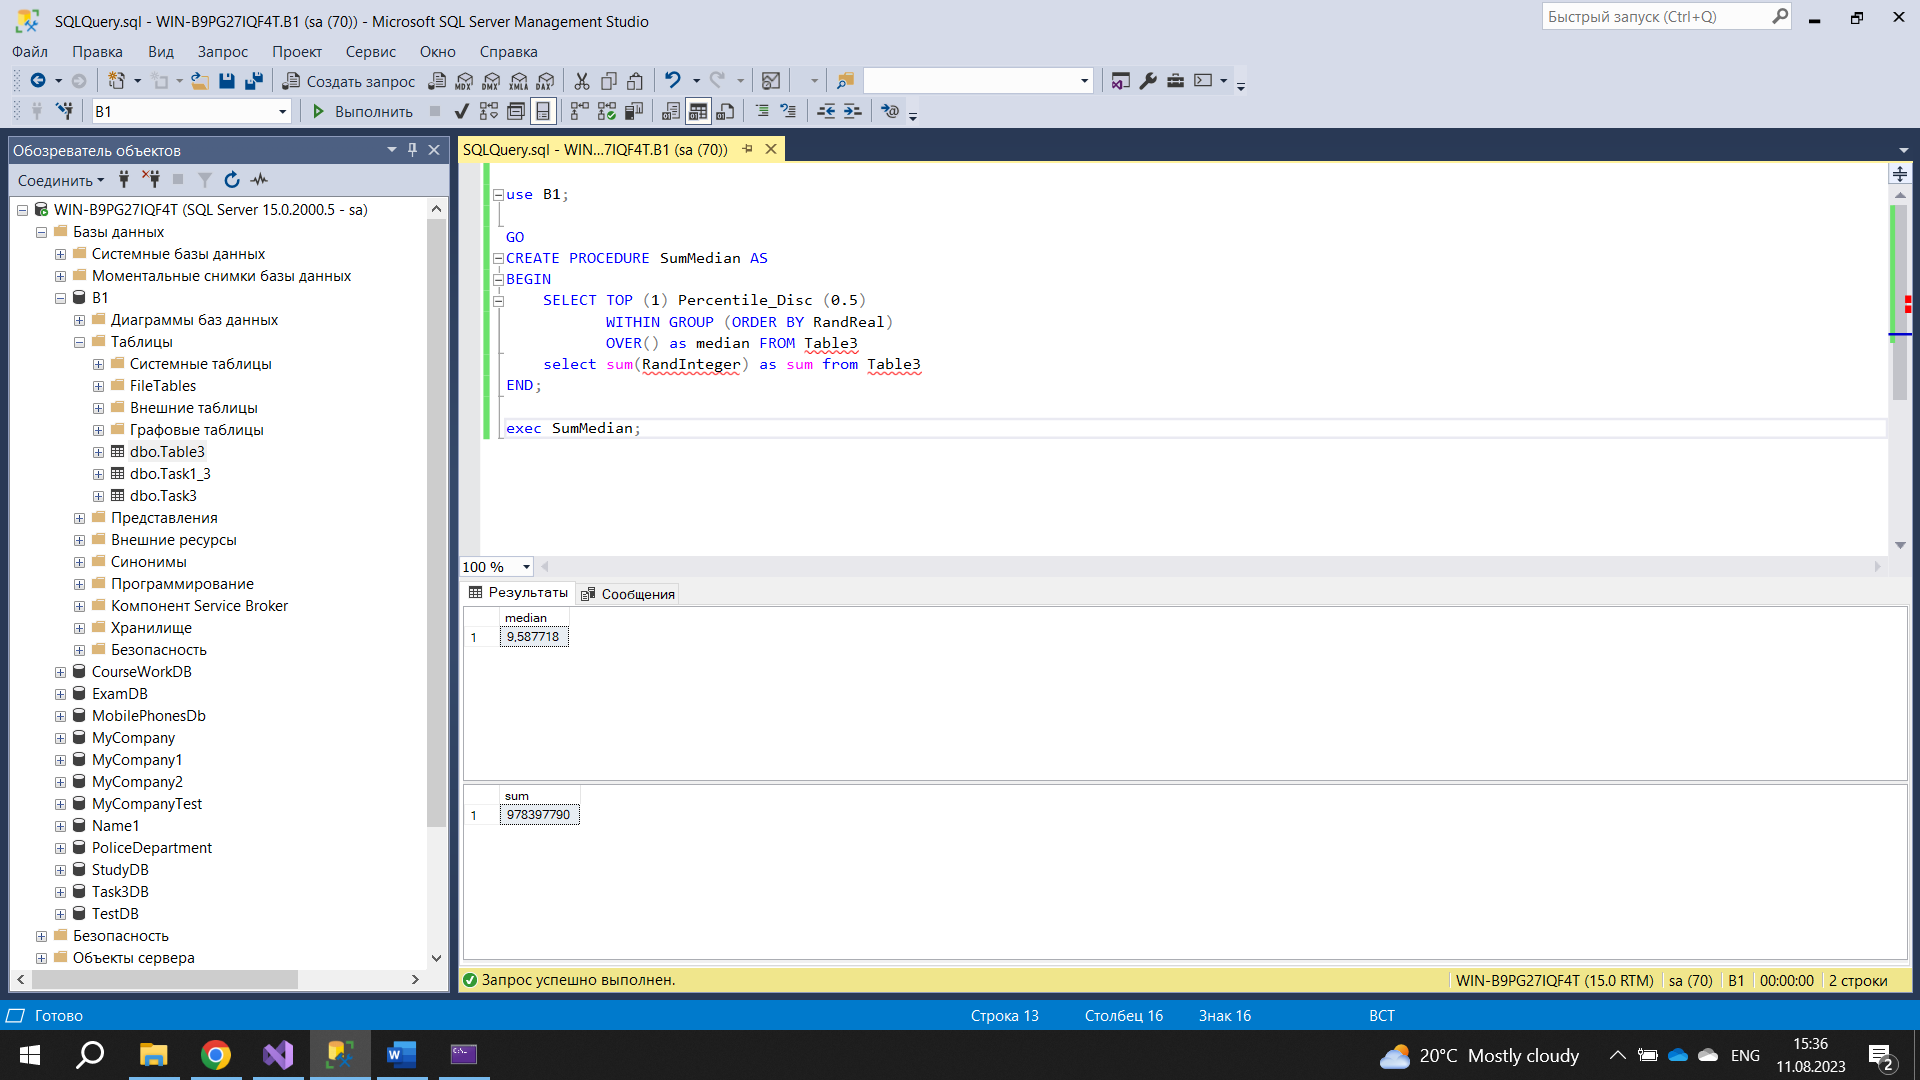 SQLQuery.sql - WIN-B9PG27IQF4T.B1 (sa (70)) - Microsoft SQL Server Management Studio
Быстрый запуск (Ctrl+Q)
Файл Правка Вид Запрос Проект Сервис Окно Справка
Создать запрос MDX DMX XMLA DAX
B1 Выполнить
Обозреватель объектов
Соединить
WIN-B9PG27IQF4T (SQL Server 15.0.2000.5 - sa)
Базы данных
Системные базы данных
Моментальные снимки базы данных
B1
Диаграммы баз данных
Таблицы
Системные таблицы
FileTables
Внешние таблицы
Графовые таблицы
dbo.Table3
dbo.Task1_3
dbo.Task3
Представления
Внешние ресурсы
Синонимы
Программирование
Компонент Service Broker
Хранилище
Безопасность
CourseWorkDB
ExamDB
MobilePhonesDb
MyCompany
MyCompany1
MyCompany2
MyCompanyTest
Name1
PoliceDepartment
StudyDB
Task3DB
TestDB
Безопасность
Объекты сервера
SQLQuery.sql - WIN...7IQF4T.B1 (sa (70))
use B1;
GO
CREATE PROCEDURE SumMedian AS
BEGIN
SELECT TOP (1) Percentile_Disc (0.5)
WITHIN GROUP (ORDER BY RandReal)
OVER() as median FROM Table3
select sum(RandInteger) as sum from Table3
END;
exec SumMedian;
100 %
Результаты Сообщения
median
1 9,587718
sum
1 978397790
Запрос успешно выполнен. WIN-B9PG27IQF4T (15.0 RTM) sa (70) B1 00:00:00 2 строки
Готово Строка 13 Столбец 16 Знак 16 ВСТ
20°C Mostly cloudy ENG 15:36
11.08.2023 2